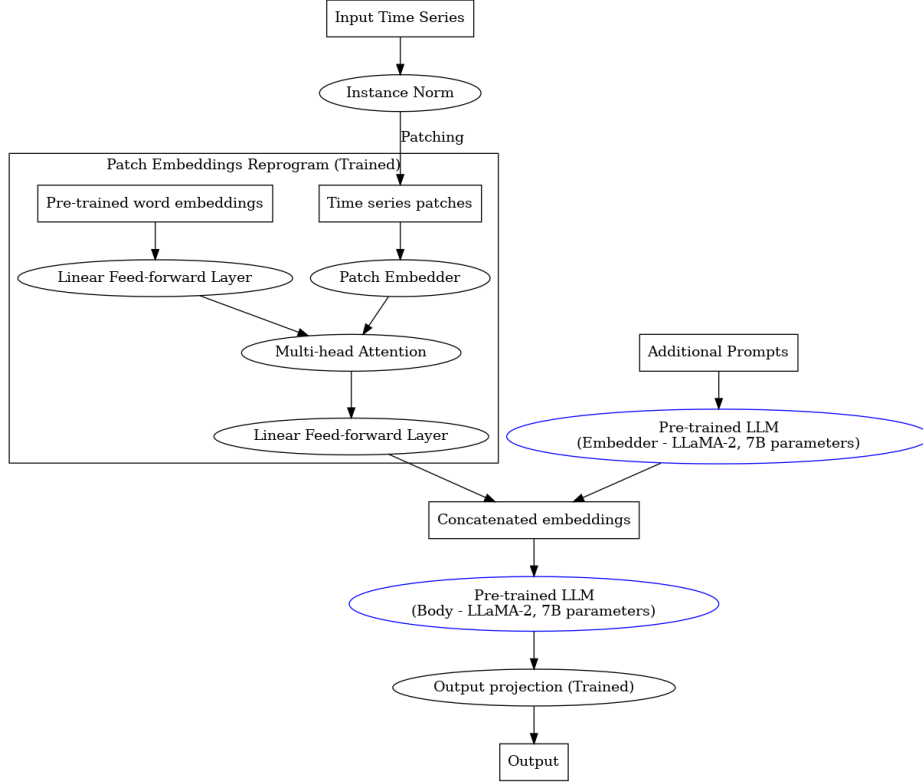 Input Time Series
Instance Norm
Patching
Patch Embeddings Reprogram (Trained)
Pre-trained word embeddings
Time series patches
Linear Feed-forward Layer
Patch Embedder
Multi-head Attention
Additional Prompts
Linear Feed-forward Layer
Pre-trained LLM
(Embedder - LLaMA-2, 7B parameters)
Concatenated embeddings
Pre-trained LLM
(Body - LLaMA-2, 7B parameters)
Output projection (Trained)
Output